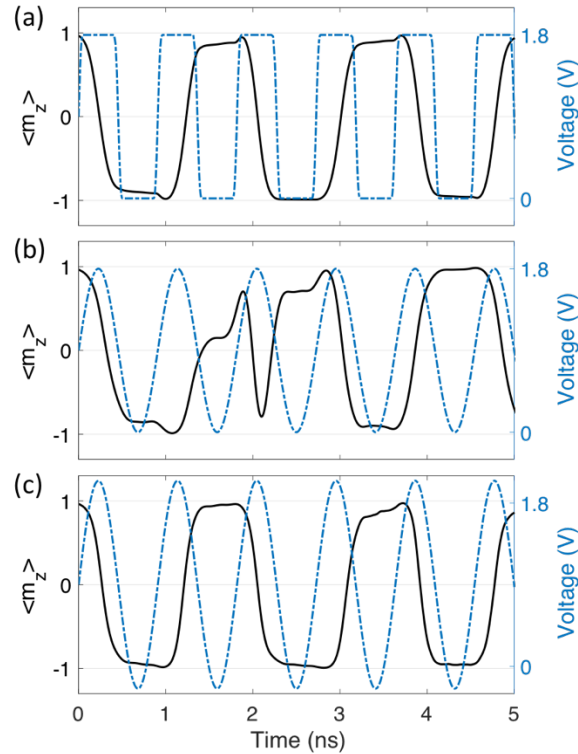 (a)
1
0
-1
<m_z>
1.8
0
Voltage (V)
(b)
1
0
-1
<m_z>
1.8
0
Voltage (V)
(c)
1
0
-1
<m_z>
1.8
0
Voltage (V)
0 1 2 3 4 5
Time (ns)